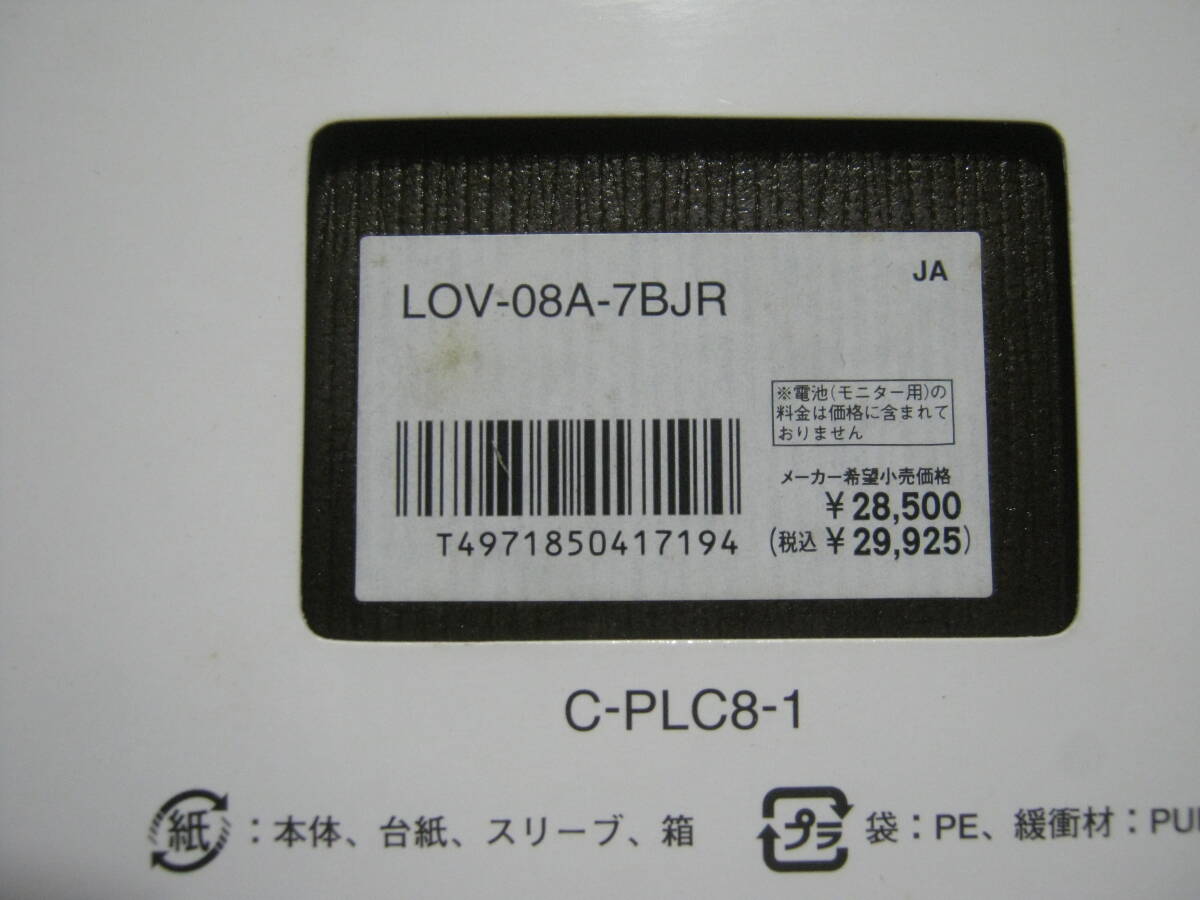 JA
LOV-08A-7BJR
※電池(モニター用)の
料金は価格に含まれて
おりません
メーカー希望小売価格
¥28,500
(税込 ¥29,925)
T4971850417194
C-PLC8-1
紙：本体、台紙、スリーブ、箱
プラ 袋：PE、緩衝材：PU